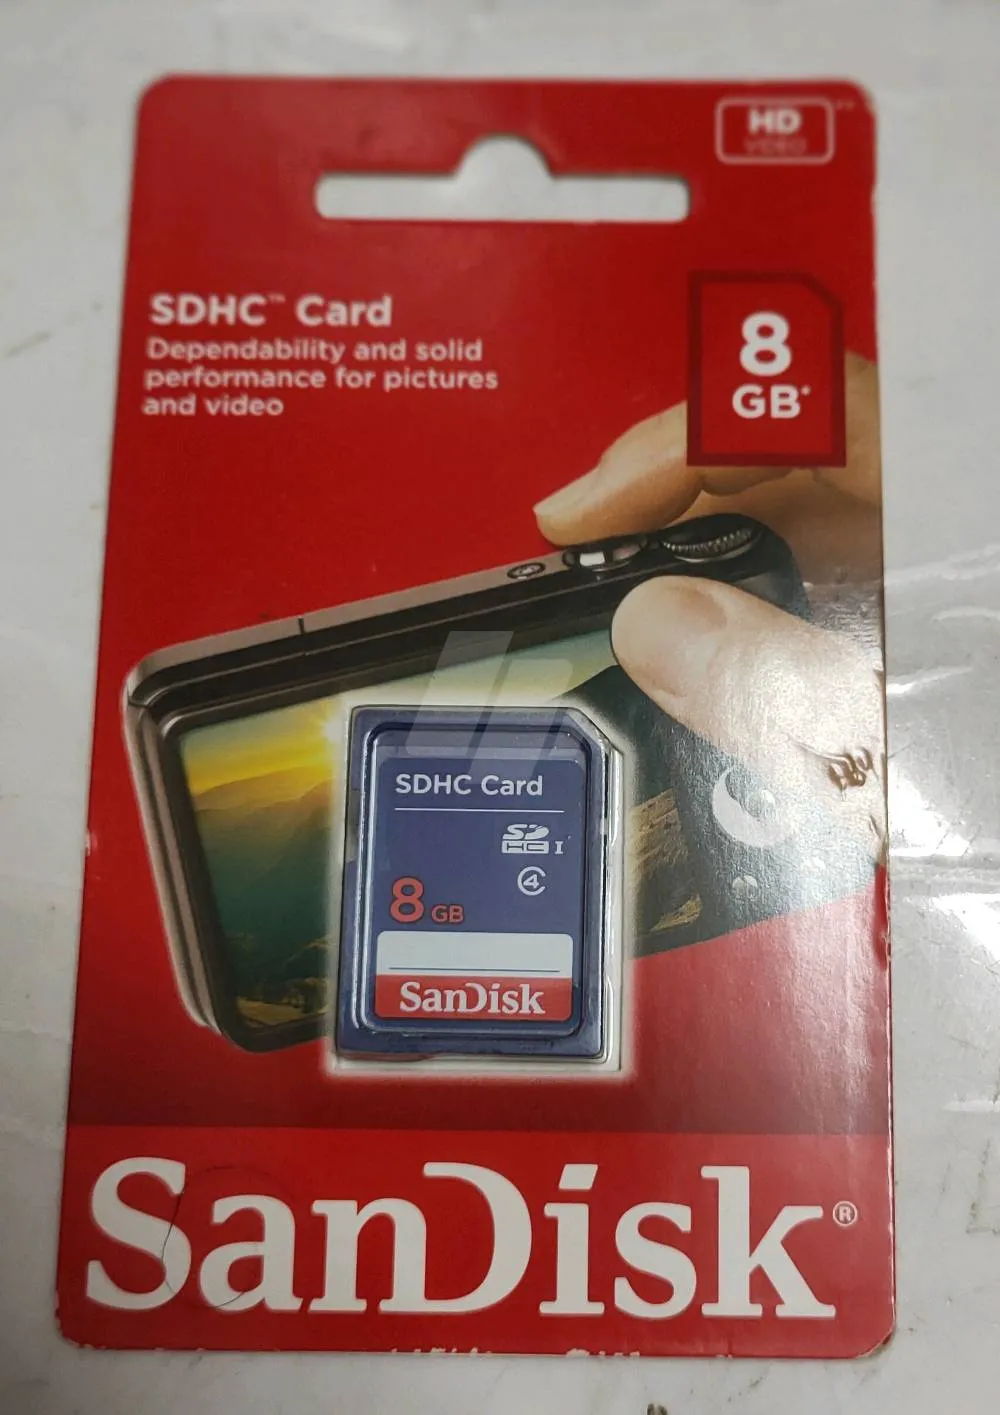 HD
VIDEO
SDHC™ Card
Dependability and solid
performance for pictures
and video
8
GB*
SDHC Card
SD
HC I
4
8 GB
SanDisk
SanDisk®